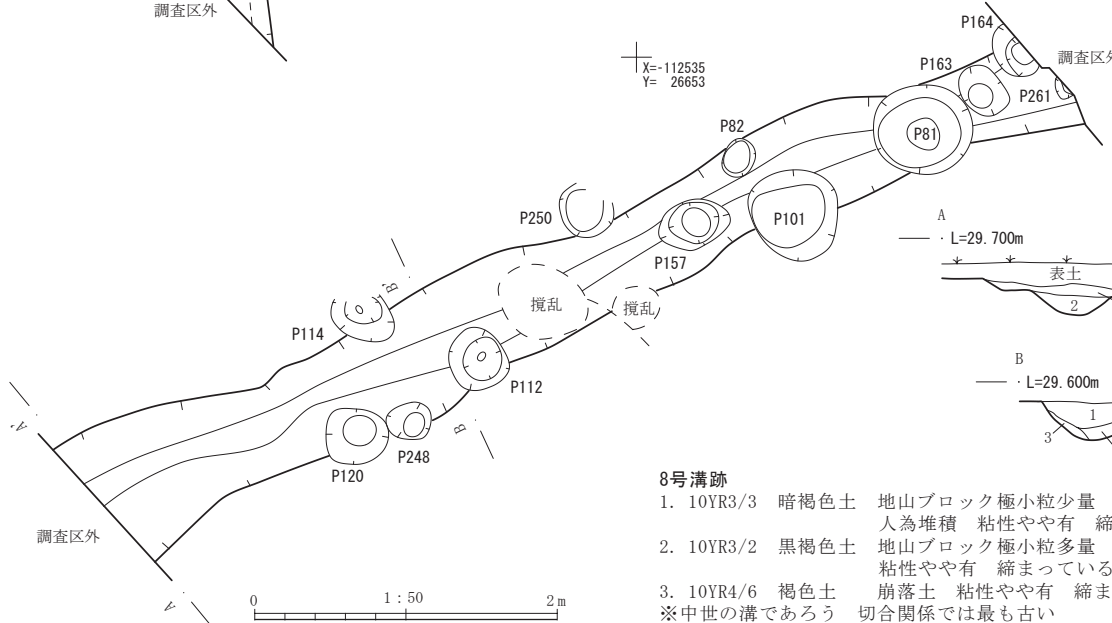 調査区外
P164
調査区外
P163
P261
X=-112535
Y= 26653
P82
P81
P250
P101
A
L=29.700m
P157
表土
2
B'
撹乱
撹乱
P114
B
L=29.600m
P112
1
3
A'
B
P248
P120
8号溝跡
1. 10YR3/3 暗褐色土 地山ブロック極小粒少量
人為堆積 粘性やや有 締
2. 10YR3/2 黒褐色土 地山ブロック極小粒多量
粘性やや有 締まっている
3. 10YR4/6 褐色土 崩落土 粘性やや有 締ま
※中世の溝であろう 切合関係では最も古い
調査区外
A
0 1:50 2m